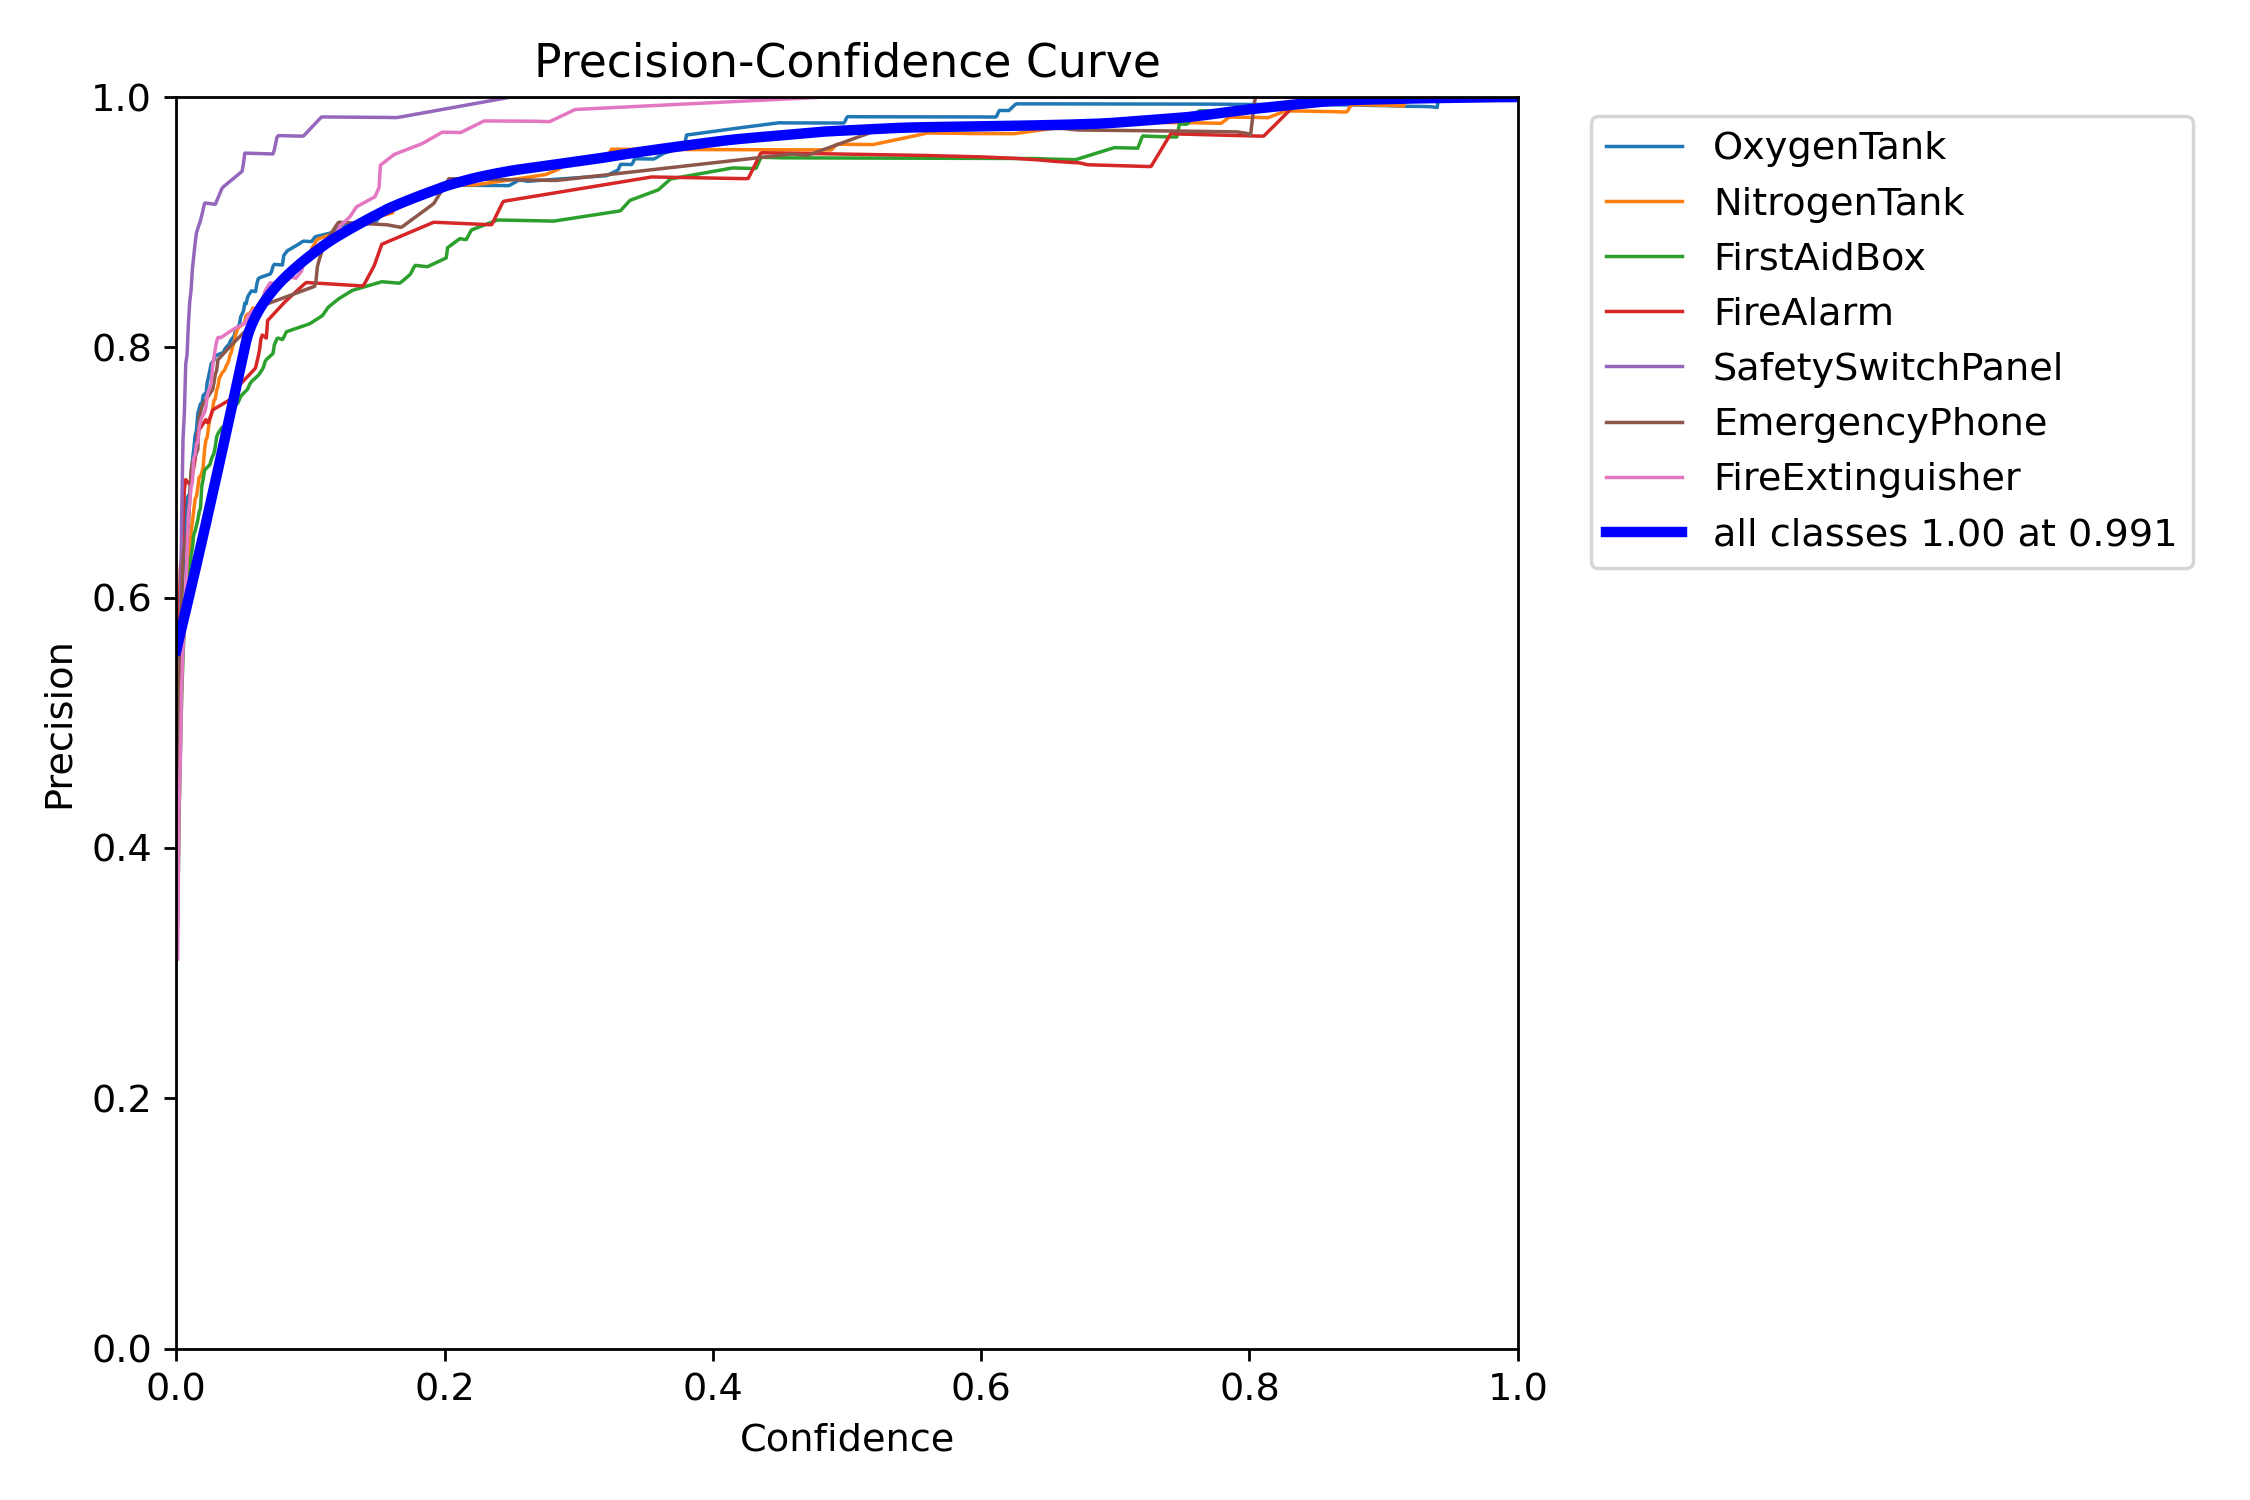 Precision-Confidence Curve
1.0
0.8
0.6
0.4
0.2
0.0
Precision
0.0 0.2 0.4 0.6 0.8 1.0
Confidence
OxygenTank
NitrogenTank
FirstAidBox
FireAlarm
SafetySwitchPanel
EmergencyPhone
FireExtinguisher
all classes 1.00 at 0.991